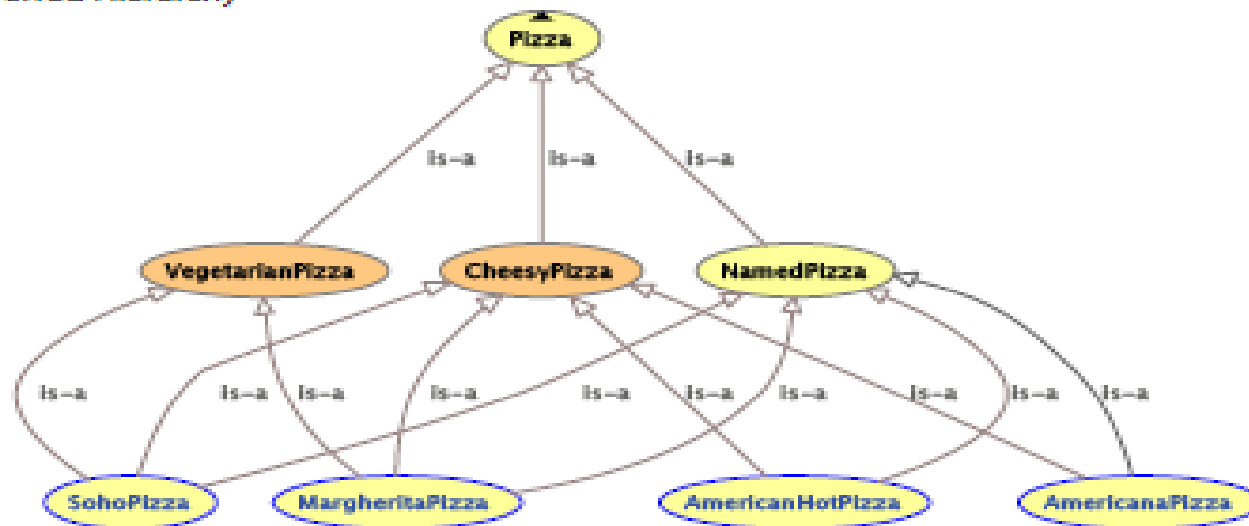 Pizza
is-a is-a is-a
VegetarianPizza CheesyPizza NamedPizza
is-a is-a is-a is-a is-a is-a is-a is-a is-a is-a
SohoPizza MargheritaPizza AmericanHotPizza AmericanaPizza